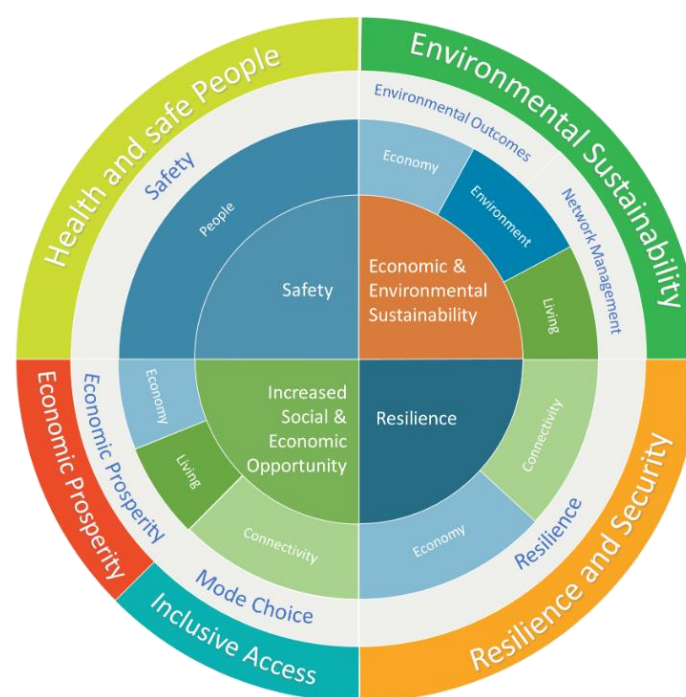 Health and safe People
Environmental Sustainability
Safety
Environmental Outcomes
Network Management
People
Economy
Environment
Living
Safety
Economic &
Environmental
Sustainability
Increased
Social &
Economic
Opportunity
Resilience
Economy
Living
Connectivity
Connectivity
Economy
Economic Prosperity
Mode Choice
Resilience
Economic Prosperity
Inclusive Access
Resilience and Security